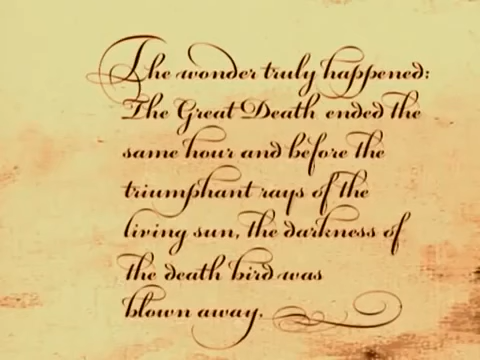 The wonder truly happened:
The Great Death ended the
same hour and before the
triumphant rays of the
living sun, the darkness of
the death bird was
blown away.